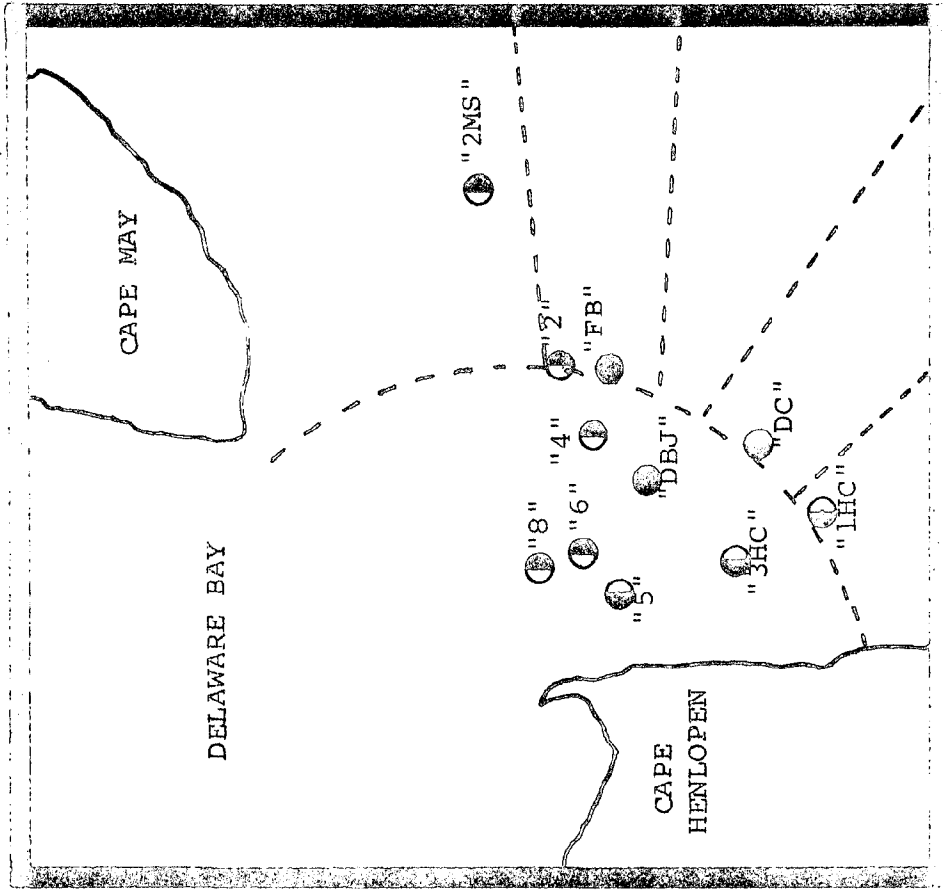 CAPE MAY
DELAWARE BAY
"2MS"
"2"
"FB"
"4"
"DBJ"
"8"
"6"
"5"
"DC"
"3HC"
"1HC"
CAPE
HENLOPEN